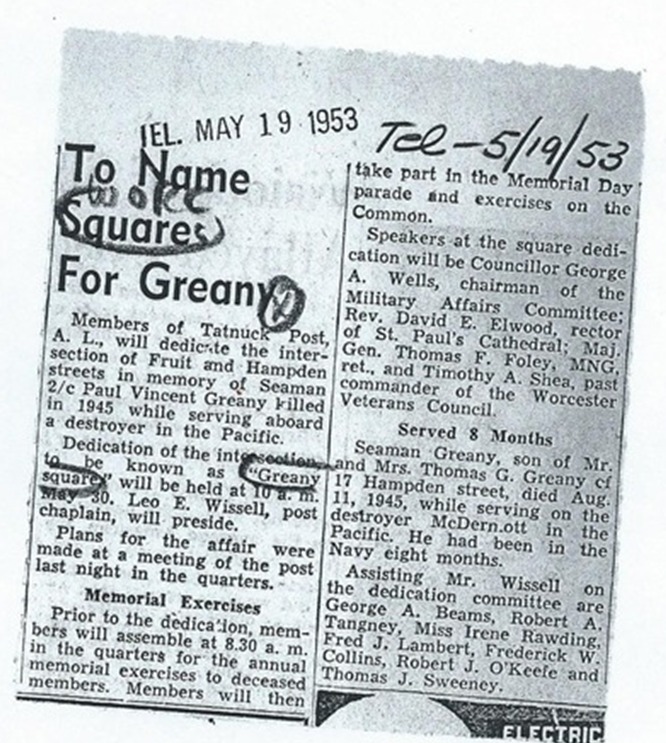 TEL. MAY 19 1953
Tel-5/19/53
To Name
Square
For Greany
Members of Tatnuck Post,
A. L., will dedicate the inter-
section of Fruit and Hampden
streets in memory of Seaman
2/c Paul Vincent Greany killed
in 1945 while serving aboard
a destroyer in the Pacific.
Dedication of the intersection
to be known as "Greany
square" will be held at 10 a. m.
May 30. Leo E. Wissell, post
chaplain, will preside.
Plans for the affair were
made at a meeting of the post
last night in the quarters.
Memorial Exercises
Prior to the dedication, mem-
bers will assemble at 8.30 a. m.
in the quarters for the annual
memorial exercises to deceased
members. Members will then
take part in the Memorial Day
parade and exercises on the
Common.
Speakers at the square dedi-
cation will be Councillor George
A. Wells, chairman of the
Military Affairs Committee;
Rev. David E. Elwood, rector
of St. Paul's Cathedral; Maj.
Gen. Thomas F. Foley, MNG,
ret., and Timothy A. Shea, past
commander of the Worcester
Veterans Council.
Served 8 Months
Seaman Greany, son of Mr.
and Mrs. Thomas G. Greany of
17 Hampden street, died Aug.
11, 1945, while serving on the
destroyer McDermott in the
Pacific. He had been in the
Navy eight months.
Assisting Mr. Wissell on
the dedication committee are
George A. Beams, Robert A.
Tangney, Miss Irene Rawding,
Fred J. Lambert, Frederick W.
Collins, Robert J. O'Keefe and
Thomas J. Sweeney.
ELECTRIC